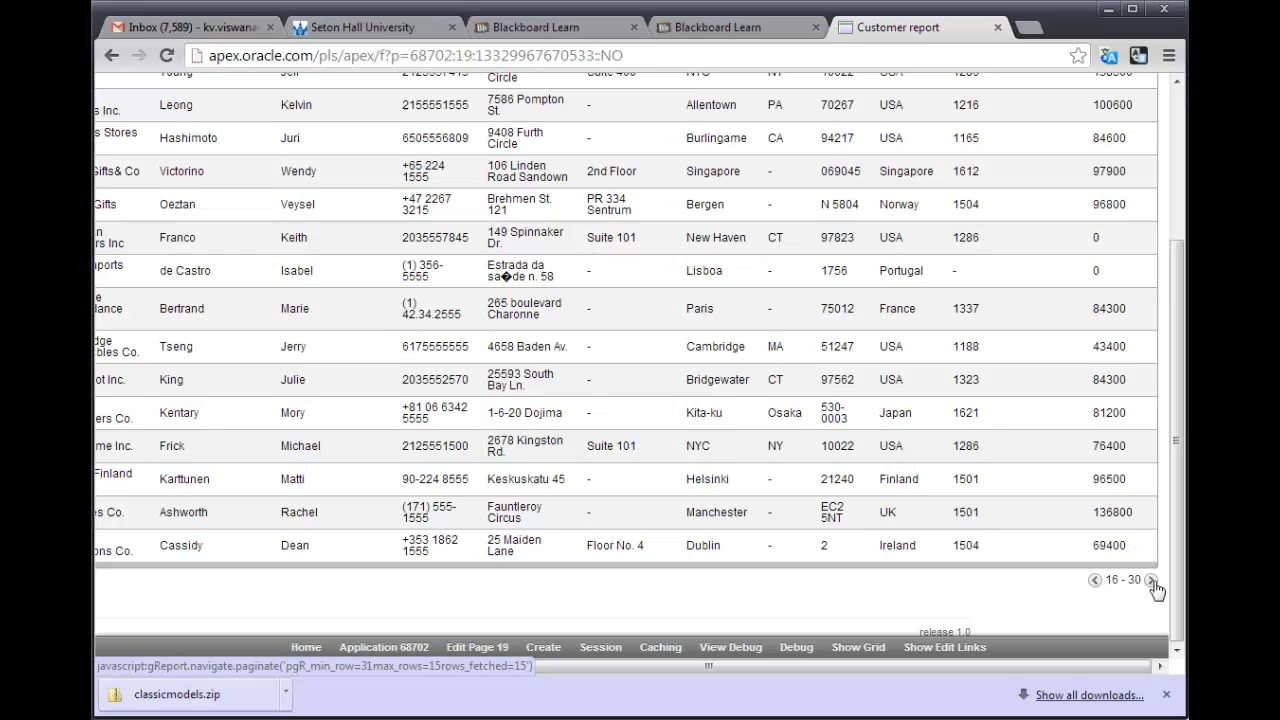 Inbox (7,589) - kv.viswana
Seton Hall University
Blackboard Learn
Blackboard Learn
Customer report
apex.oracle.com/pls/apex/f?p=68702:19:13329967670533::NO
Circle
s Inc. Leong Kelvin 2155551555 7586 Pompton St. - Allentown PA 70267 USA 1216 100600
s Stores Hashimoto Juri 6505556809 9408 Furth Circle - Burlingame CA 94217 USA 1165 84600
Gifts& Co Victorino Wendy +65 224 1555 106 Linden Road Sandown 2nd Floor Singapore - 069045 Singapore 1612 97900
Gifts Oeztan Veysel +47 2267 3215 Brehmen St. 121 PR 334 Sentrum Bergen - N 5804 Norway 1504 96800
n rs Inc Franco Keith 2035557845 149 Spinnaker Dr. Suite 101 New Haven CT 97823 USA 1286 0
ports de Castro Isabel (1) 356-5555 Estrada da sa�de n. 58 - Lisboa - 1756 Portugal - 0
e dance Bertrand Marie (1) 42.34.2555 265 boulevard Charonne - Paris - 75012 France 1337 84300
dge bles Co. Tseng Jerry 6175555555 4658 Baden Av. - Cambridge MA 51247 USA 1188 43400
ot Inc. King Julie 2035552570 25593 South Bay Ln. - Bridgewater CT 97562 USA 1323 84300
ers Co. Kentary Mory +81 06 6342 5555 1-6-20 Dojima - Kita-ku Osaka 530-0003 Japan 1621 81200
me Inc. Frick Michael 2125551500 2678 Kingston Rd. Suite 101 NYC NY 10022 USA 1286 76400
Finland Karttunen Matti 90-224 8555 Keskuskatu 45 - Helsinki - 21240 Finland 1501 96500
es Co. Ashworth Rachel (171) 555-1555 Fauntleroy Circus - Manchester - EC2 5NT UK 1501 136800
ons Co. Cassidy Dean +353 1862 1555 25 Maiden Lane Floor No. 4 Dublin - 2 Ireland 1504 69400
16 - 30
release 1.0
Home Application 68702 Edit Page 19 Create Session Caching View Debug Debug Show Grid Show Edit Links
javascript:gReport.navigate.paginate('pgR_min_row=31max_rows=15rows_fetched=15')
classicmodels.zip
Show all downloads...